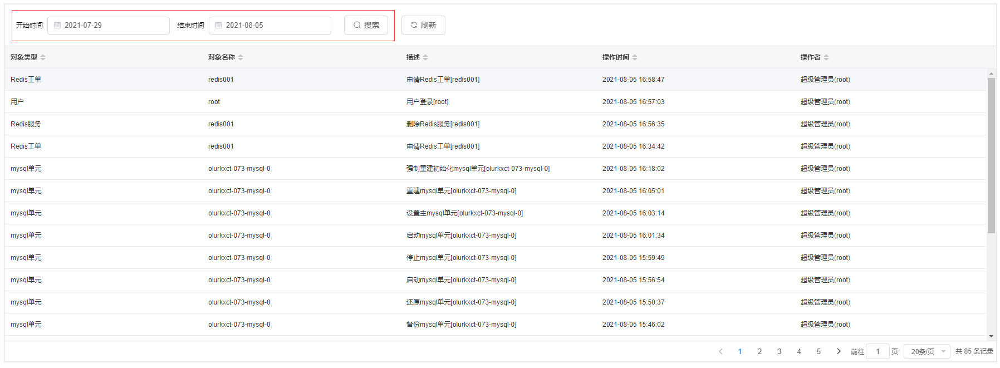 开始时间 2021-07-29 结束时间 2021-08-05 搜索 刷新
对象类型 对象名称 描述 操作时间 操作者
Redis工单 redis001 申请Redis工单[redis001] 2021-08-05 16:58:47 超级管理员(root)
用户 root 用户登录[root] 2021-08-05 16:57:03 超级管理员(root)
Redis服务 redis001 删除Redis服务[redis001] 2021-08-05 16:56:35 超级管理员(root)
Redis工单 redis001 申请Redis工单[redis001] 2021-08-05 16:34:42 超级管理员(root)
mysql单元 olurkxct-073-mysql-0 强制重建初始化mysql单元[olurkxct-073-mysql-0] 2021-08-05 16:18:02 超级管理员(root)
mysql单元 olurkxct-073-mysql-0 重建mysql单元[olurkxct-073-mysql-0] 2021-08-05 16:05:01 超级管理员(root)
mysql单元 olurkxct-073-mysql-0 设置主mysql单元[olurkxct-073-mysql-0] 2021-08-05 16:03:14 超级管理员(root)
mysql单元 olurkxct-073-mysql-0 启动mysql单元[olurkxct-073-mysql-0] 2021-08-05 16:01:34 超级管理员(root)
mysql单元 olurkxct-073-mysql-0 停止mysql单元[olurkxct-073-mysql-0] 2021-08-05 15:59:49 超级管理员(root)
mysql单元 olurkxct-073-mysql-0 启动mysql单元[olurkxct-073-mysql-0] 2021-08-05 15:56:54 超级管理员(root)
mysql单元 olurkxct-073-mysql-0 还原mysql单元[olurkxct-073-mysql-0] 2021-08-05 15:50:37 超级管理员(root)
mysql单元 olurkxct-073-mysql-0 备份mysql单元[olurkxct-073-mysql-0] 2021-08-05 15:46:02 超级管理员(root)
1 2 3 4 5 前往 1 页 20条/页 共 85 条记录